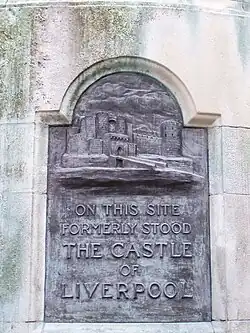 ON THIS SITE
FORMERLY STOOD
THE CASTLE
OF
LIVERPOOL